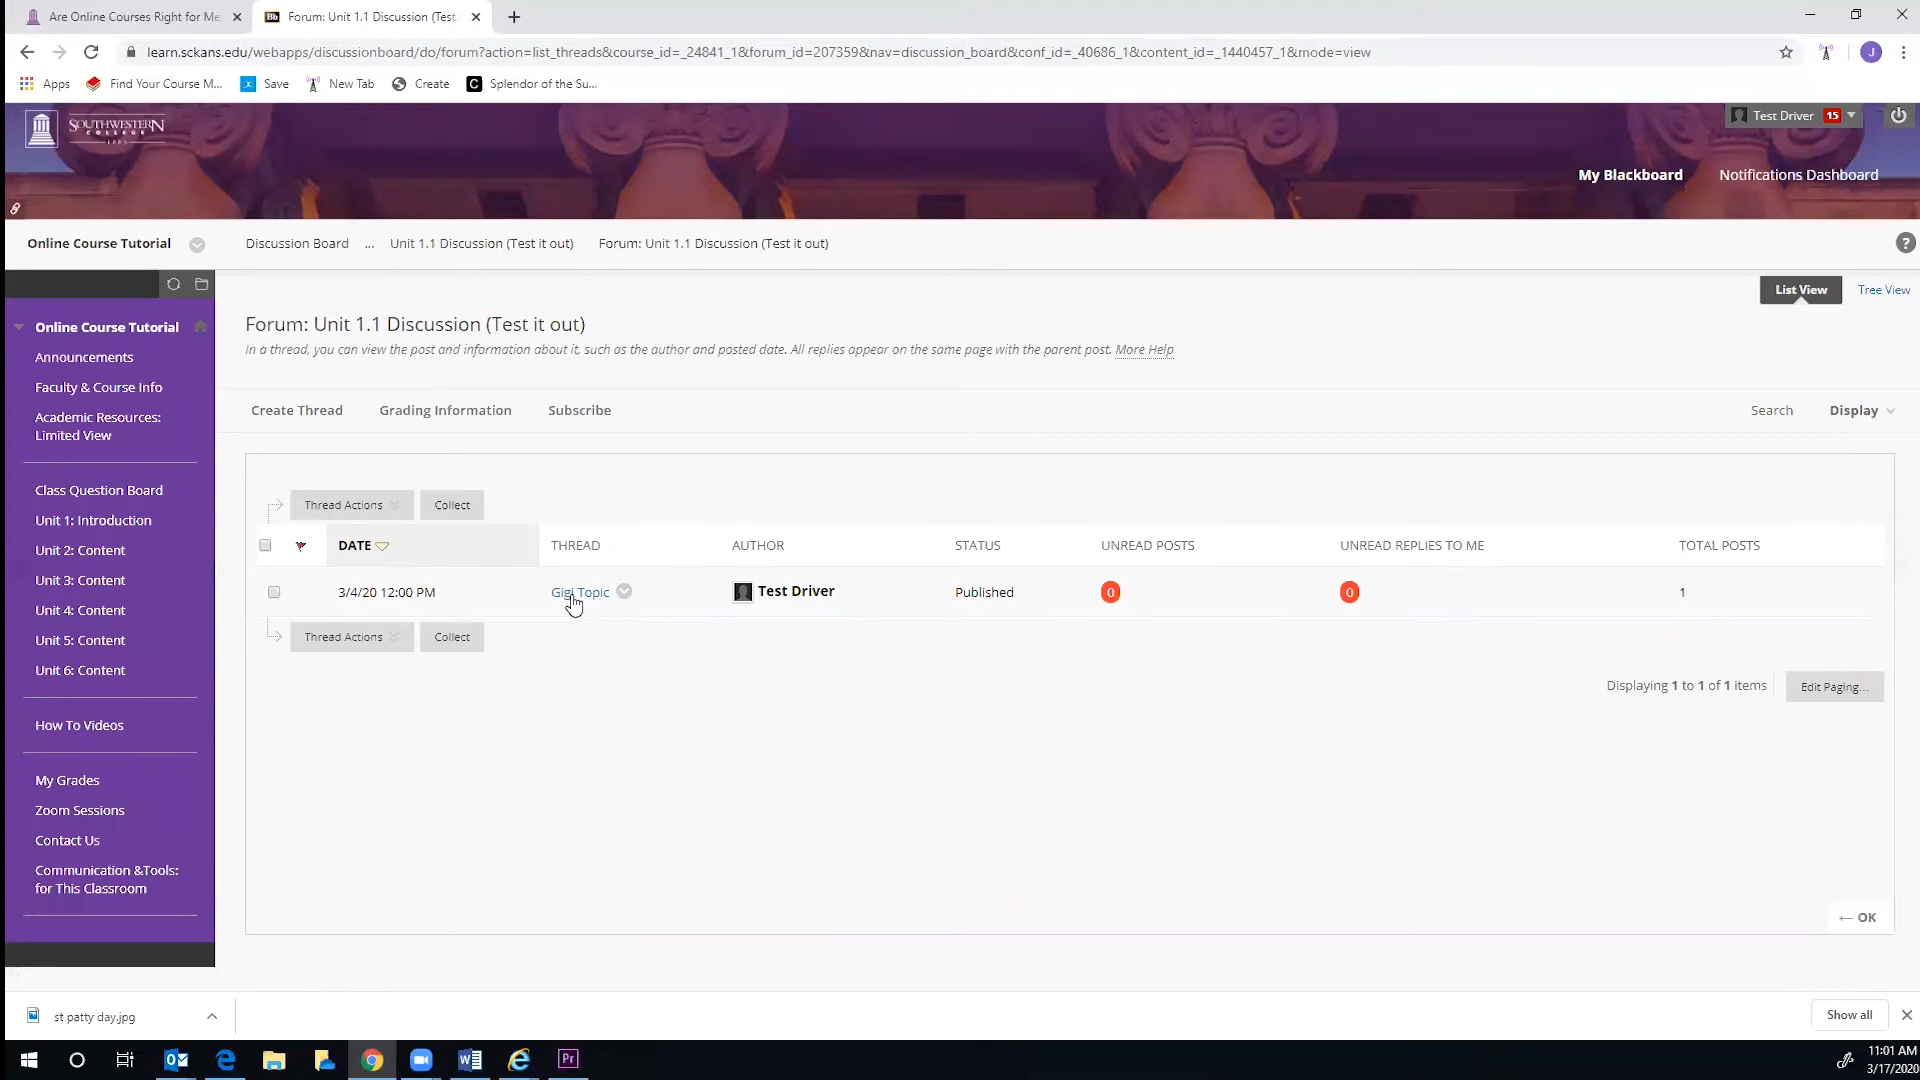 Are Online Courses Right for Me
Forum: Unit 1.1 Discussion (Test
learn.sckans.edu/webapps/discussionboard/do/forum?action=list_threads&course_id=_24841_1&forum_id=207359&nav=discussion_board&conf_id=_40686_1&content_id=_1440457_1&mode=view
J
Apps
Find Your Course M...
Save
New Tab
Create
Splendor of the Su...
SOUTHWESTERN
COLLEGE
1885
Test Driver 15
My Blackboard
Notifications Dashboard
Online Course Tutorial
Discussion Board ... Unit 1.1 Discussion (Test it out) Forum: Unit 1.1 Discussion (Test it out)
?
List View
Tree View
Online Course Tutorial
Announcements
Faculty & Course Info
Academic Resources:
Limited View
Class Question Board
Unit 1: Introduction
Unit 2: Content
Unit 3: Content
Unit 4: Content
Unit 5: Content
Unit 6: Content
How To Videos
My Grades
Zoom Sessions
Contact Us
Communication &Tools:
for This Classroom
Forum: Unit 1.1 Discussion (Test it out)
In a thread, you can view the post and information about it, such as the author and posted date. All replies appear on the same page with the parent post. More Help
Create Thread Grading Information Subscribe
Search Display
Thread Actions Collect
DATE THREAD AUTHOR STATUS UNREAD POSTS UNREAD REPLIES TO ME TOTAL POSTS
3/4/20 12:00 PM Gigi Topic Test Driver Published 0 0 1
Thread Actions Collect
Displaying 1 to 1 of 1 items Edit Paging...
← OK
st patty day.jpg
Show all
11:01 AM
3/17/2020